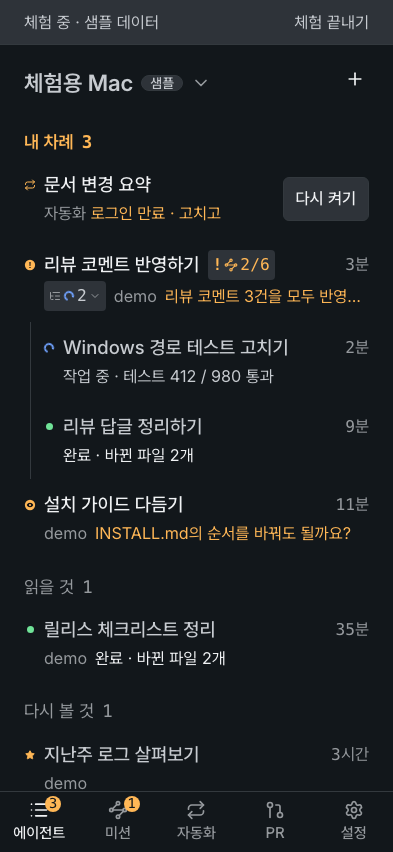 체험 중 · 샘플 데이터 체험 끝내기
체험용 Mac 샘플
내 차례 3
문서 변경 요약
다시 켜기
자동화 로그인 만료 · 고치고
리뷰 코멘트 반영하기 ! 2/6 3분
2 demo 리뷰 코멘트 3건을 모두 반영...
Windows 경로 테스트 고치기 2분
작업 중 · 테스트 412 / 980 통과
리뷰 답글 정리하기 9분
완료 · 바뀐 파일 2개
설치 가이드 다듬기 11분
demo INSTALL.md의 순서를 바꿔도 될까요?
읽을 것 1
릴리스 체크리스트 정리 35분
demo 완료 · 바뀐 파일 2개
다시 볼 것 1
지난주 로그 살펴보기 3시간
demo
3 1
에이전트 미션 자동화 PR 설정